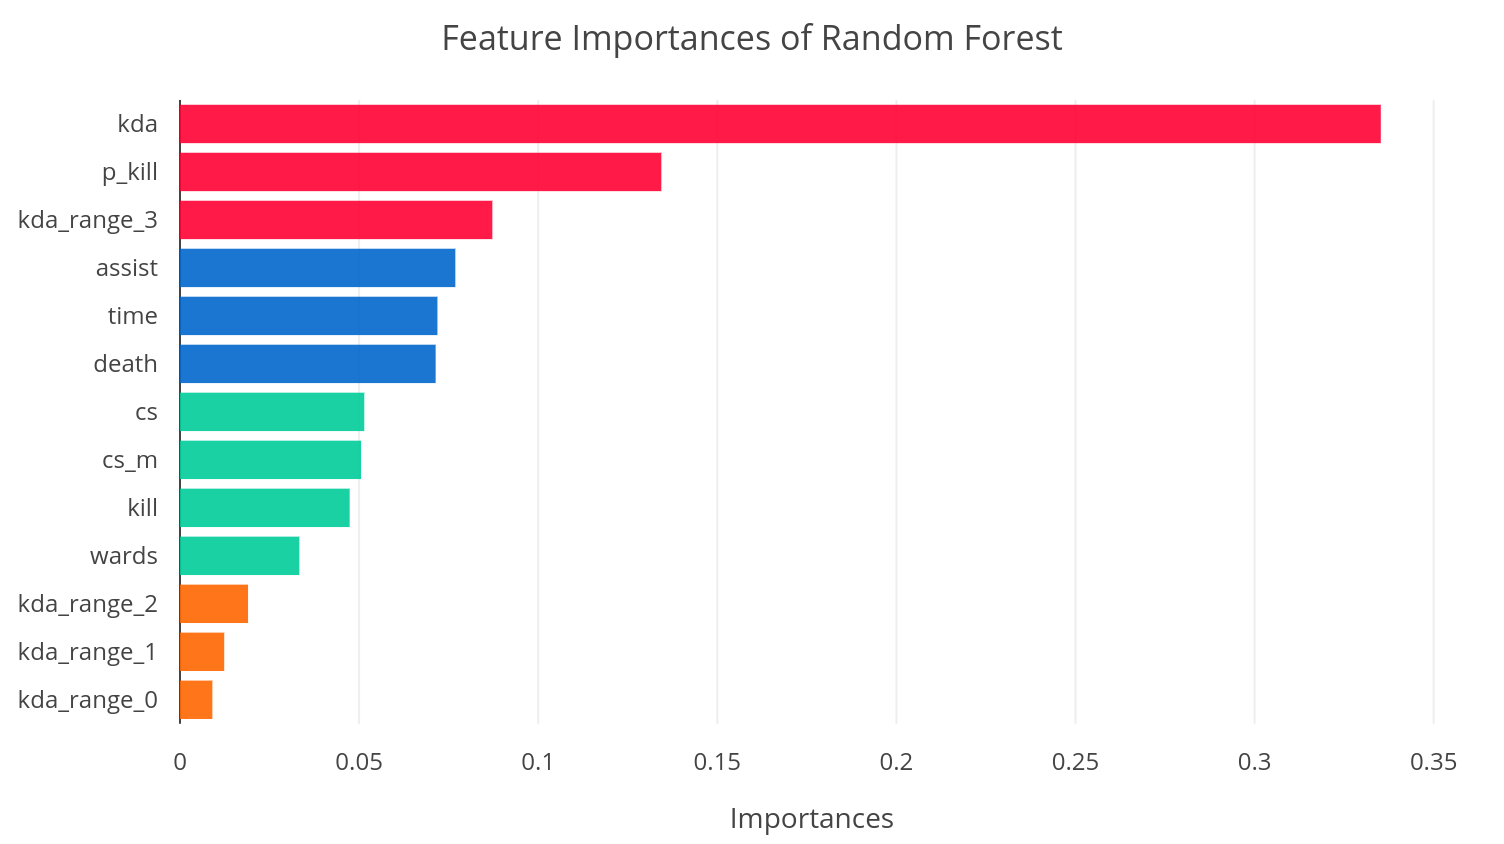 Feature Importances of Random Forest
kda
p_kill
kda_range_3
assist
time
death
cs
cs_m
kill
wards
kda_range_2
kda_range_1
kda_range_0
0 0.05 0.1 0.15 0.2 0.25 0.3 0.35
Importances